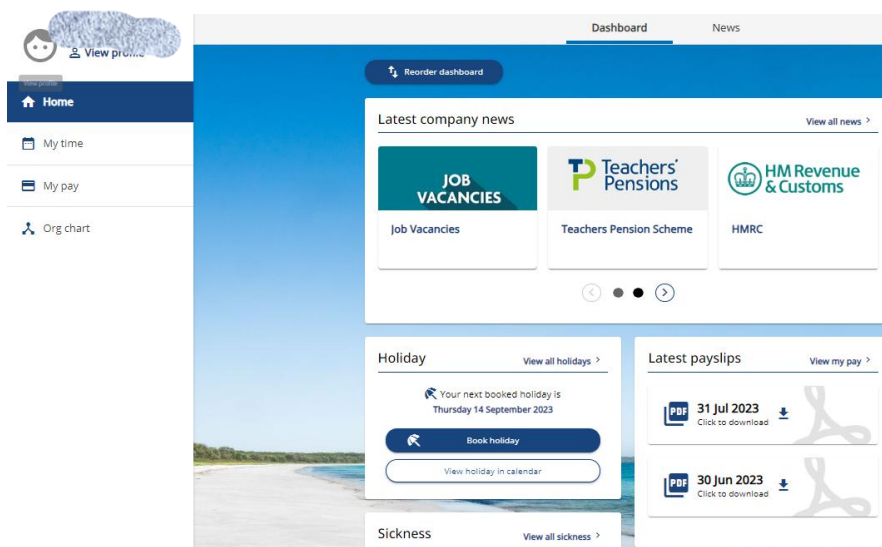 View profile
View profile
Home
My time
My pay
Org chart
Dashboard
News
Reorder dashboard
Latest company news
View all news >
JOB
VACANCIES
Job Vacancies
TP Teachers'
Pensions
Teachers Pension Scheme
HM Revenue
& Customs
HMRC
Holiday
View all holidays >
Your next booked holiday is
Thursday 14 September 2023
Book holiday
View holiday in calendar
Latest payslips
View my pay >
PDF
31 Jul 2023
Click to download
PDF
30 Jun 2023
Click to download
Sickness
View all sickness >